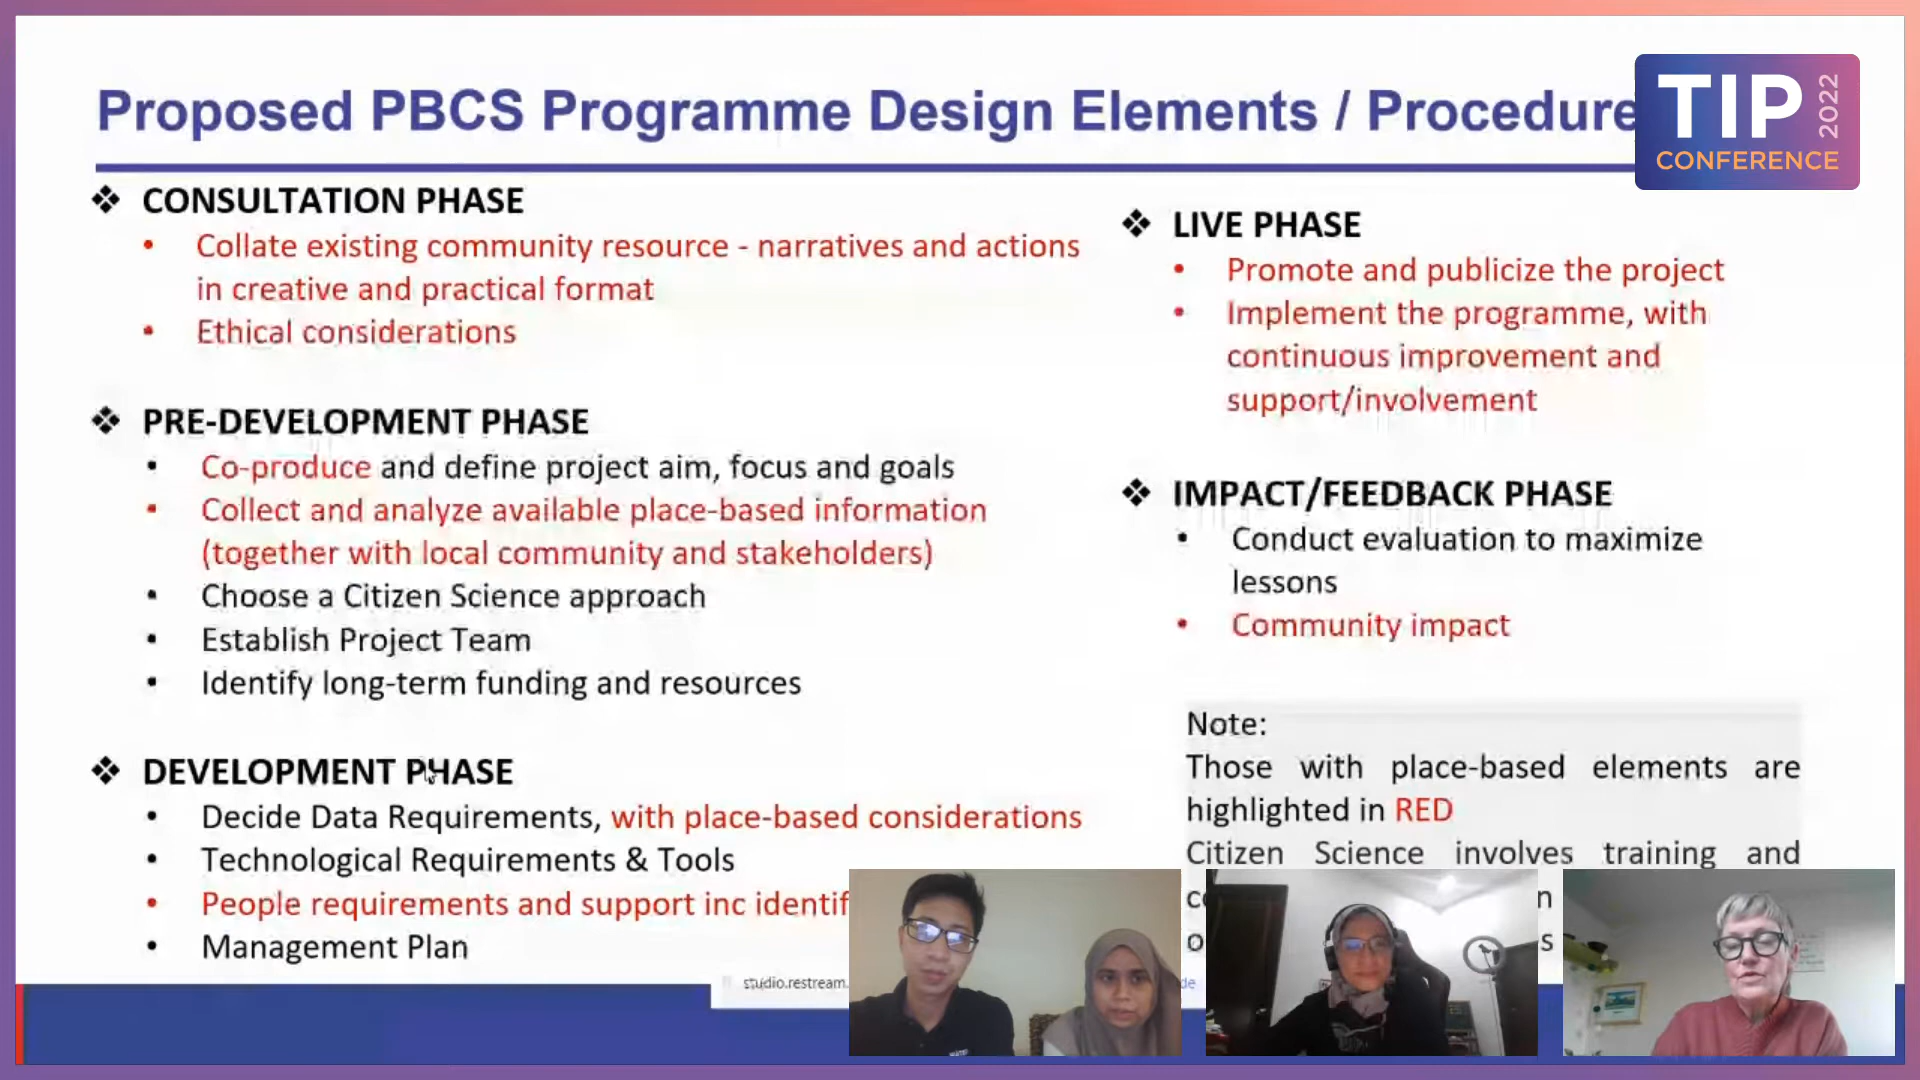 Proposed PBCS Programme Design Elements / Procedure
TIP 2022
CONFERENCE
❖ CONSULTATION PHASE
• Collate existing community resource - narratives and actions
in creative and practical format
• Ethical considerations
❖ PRE-DEVELOPMENT PHASE
• Co-produce and define project aim, focus and goals
• Collect and analyze available place-based information
(together with local community and stakeholders)
• Choose a Citizen Science approach
• Establish Project Team
• Identify long-term funding and resources
❖ DEVELOPMENT PHASE
• Decide Data Requirements, with place-based considerations
• Technological Requirements & Tools
• People requirements and support inc
• Management Plan
❖ LIVE PHASE
• Promote and publicize the project
• Implement the programme, with
continuous improvement and
support/involvement
❖ IMPACT/FEEDBACK PHASE
• Conduct evaluation to maximize
lessons
• Community impact
Note:
Those with place-based elements are
highlighted in RED
Citizen Science involves training and
studio.restream.